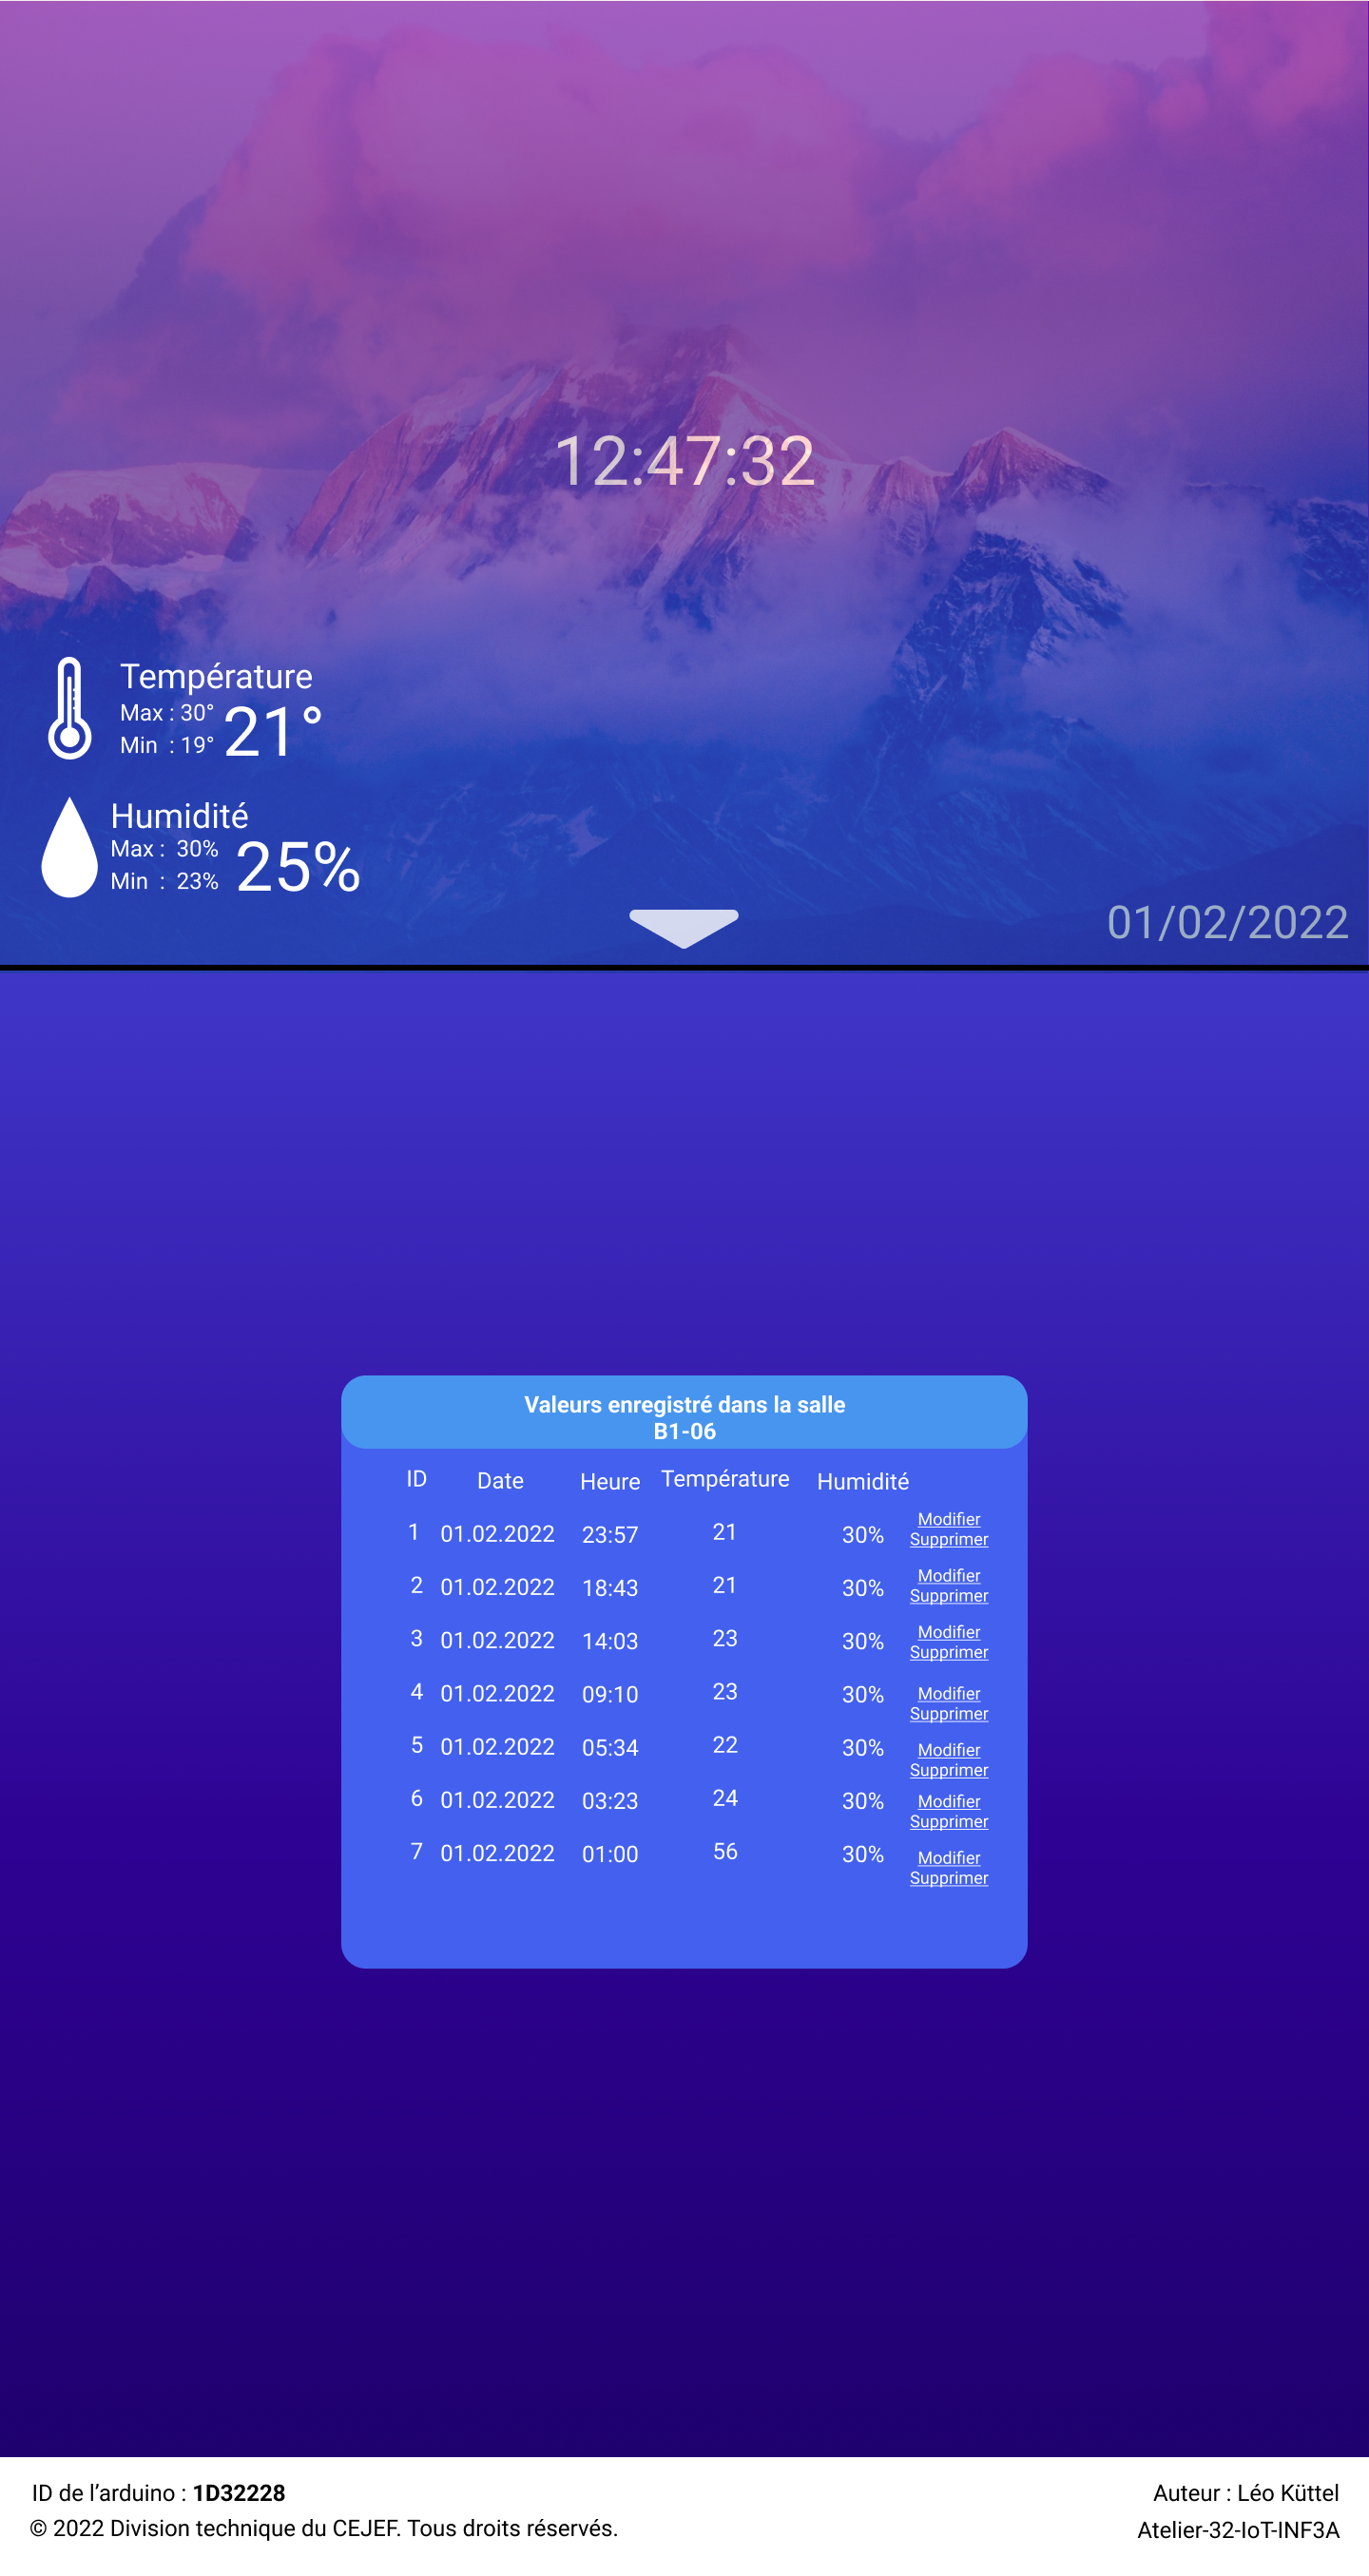 12:47:32
Température
Max : 30°
Min : 19°
21°
Humidité
Max : 30%
Min : 23%
25%
01/02/2022
Valeurs enregistré dans la salle
B1-06
ID Date Heure Température Humidité
1 01.02.2022 23:57 21 30% Modifier
Supprimer
2 01.02.2022 18:43 21 30% Modifier
Supprimer
3 01.02.2022 14:03 23 30% Modifier
Supprimer
4 01.02.2022 09:10 23 30% Modifier
Supprimer
5 01.02.2022 05:34 22 30% Modifier
Supprimer
6 01.02.2022 03:23 24 30% Modifier
Supprimer
7 01.02.2022 01:00 56 30% Modifier
Supprimer
ID de l’arduino : 1D32228
Auteur : Léo Küttel
© 2022 Division technique du CEJEF. Tous droits réservés.
Atelier-32-IoT-INF3A